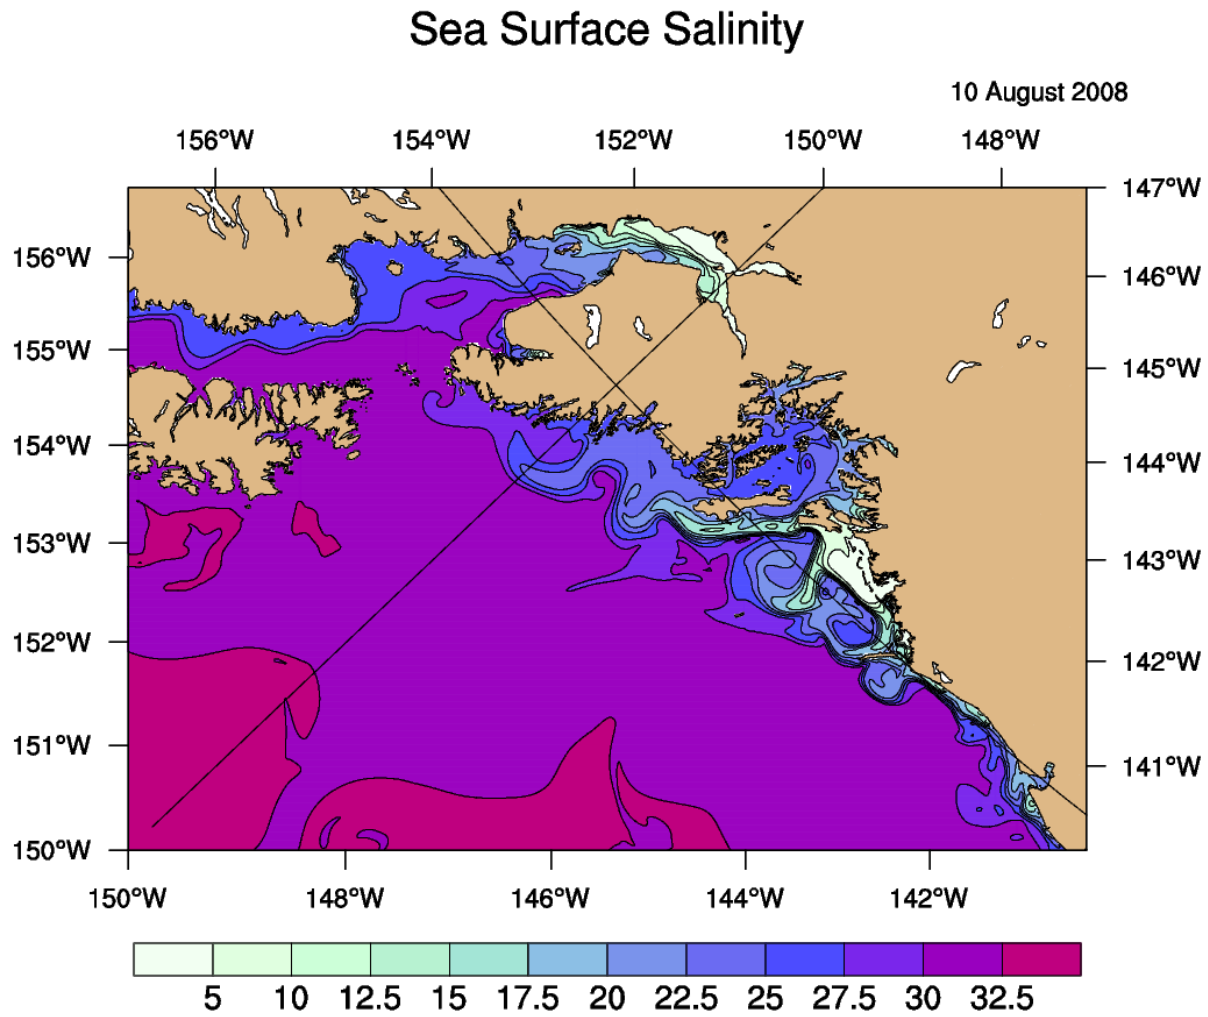 Sea Surface Salinity
10 August 2008
156°W 154°W 152°W 150°W 148°W
147°W
156°W
146°W
155°W
145°W
154°W
144°W
153°W
143°W
152°W
142°W
151°W
141°W
150°W
150°W 148°W 146°W 144°W 142°W
5 10 12.5 15 17.5 20 22.5 25 27.5 30 32.5